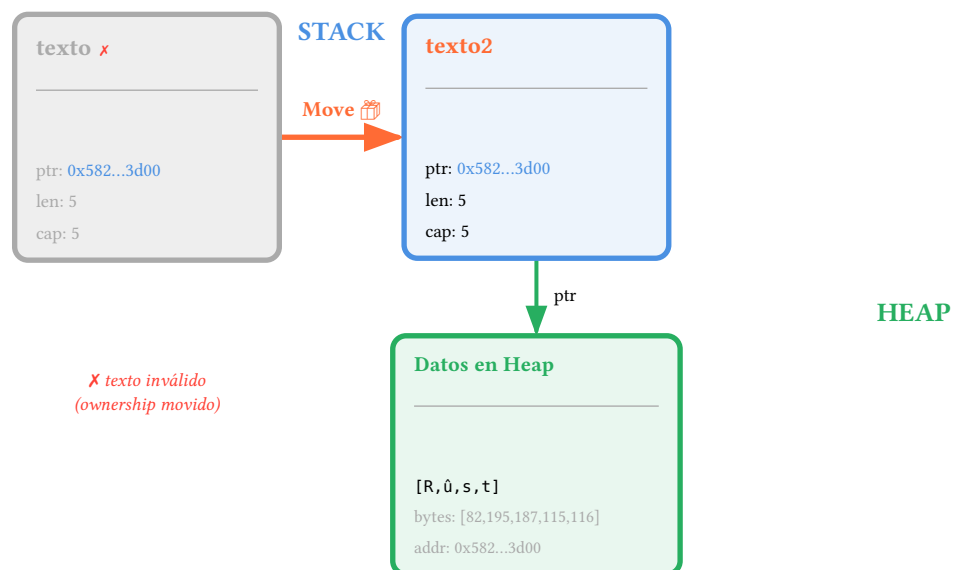 STACK
texto ✗
Move 🎁
texto2
ptr: 0x582...3d00
len: 5
cap: 5
ptr: 0x582...3d00
len: 5
cap: 5
ptr
HEAP
✗ texto inválido
(ownership movido)
Datos en Heap
[R,û,s,t]
bytes: [82,195,187,115,116]
addr: 0x582...3d00